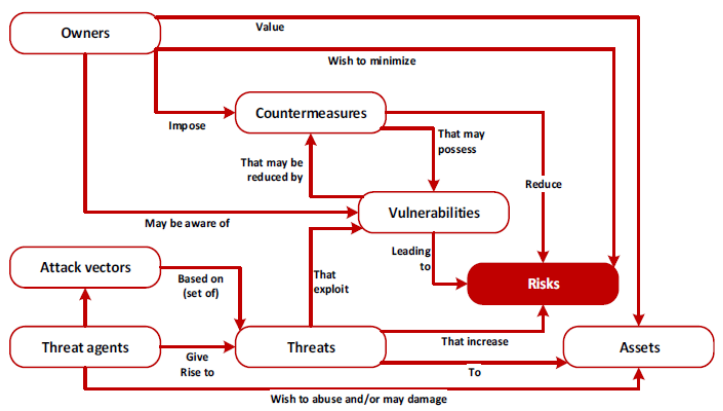 Owners
Value
Wish to minimize
Countermeasures
Impose
That may
possess
That may be
reduced by
Reduce
Vulnerabilities
May be aware of
Leading
to
Attack vectors
Based on
(set of)
That
exploit
Risks
Threat agents
Give
Rise to
Threats
That increase
To
Assets
Wish to abuse and/or may damage